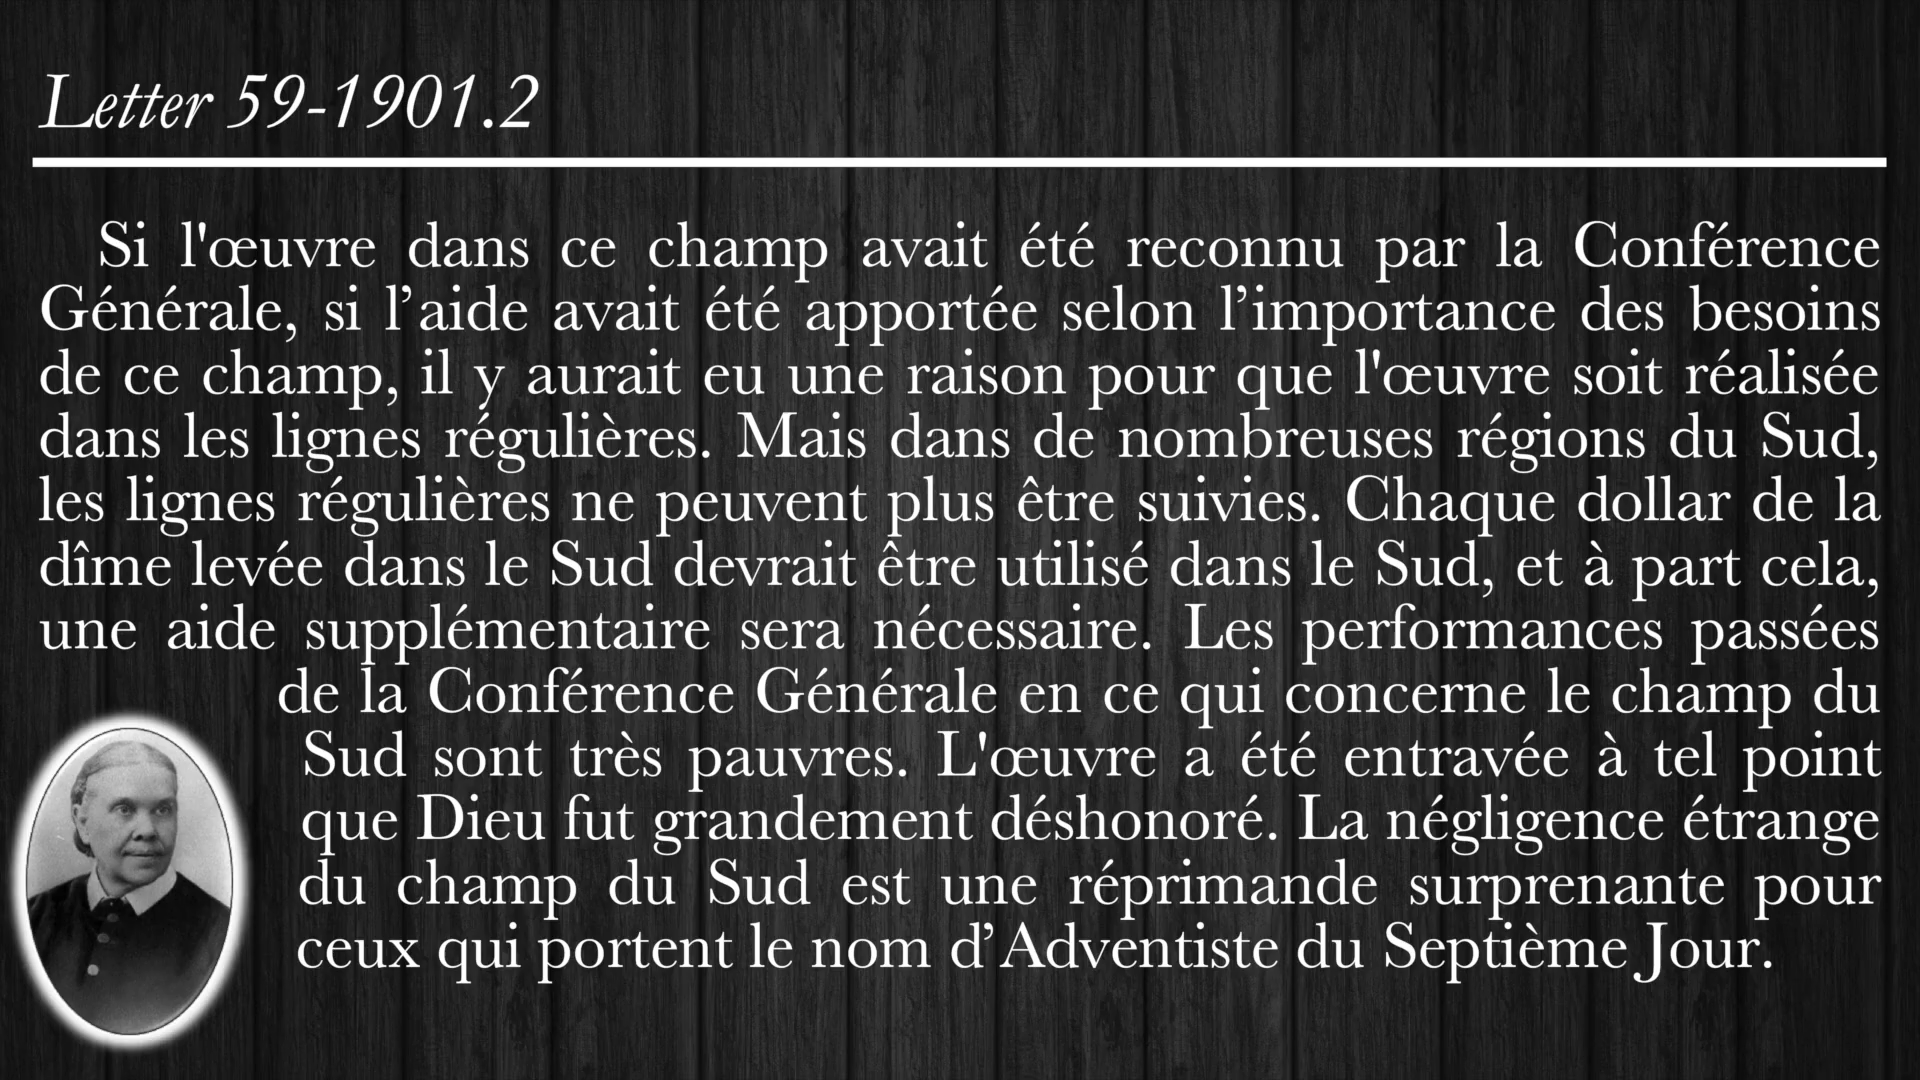 Letter 59-1901.2
Si l'œuvre dans ce champ avait été reconnu par la Conférence
Générale, si l’aide avait été apportée selon l’importance des besoins
de ce champ, il y aurait eu une raison pour que l'œuvre soit réalisée
dans les lignes régulières. Mais dans de nombreuses régions du Sud,
les lignes régulières ne peuvent plus être suivies. Chaque dollar de la
dîme levée dans le Sud devrait être utilisé dans le Sud, et à part cela,
une aide supplémentaire sera nécessaire. Les performances passées
de la Conférence Générale en ce qui concerne le champ du
Sud sont très pauvres. L'œuvre a été entravée à tel point
que Dieu fut grandement déshonoré. La négligence étrange
du champ du Sud est une réprimande surprenante pour
ceux qui portent le nom d’Adventiste du Septième Jour.